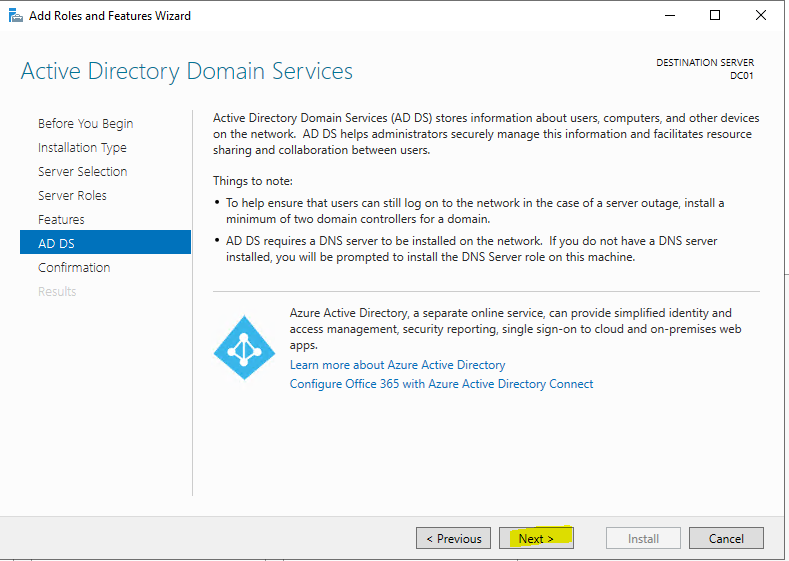 Add Roles and Features Wizard
Active Directory Domain Services
DESTINATION SERVER
DC01
Before You Begin
Installation Type
Server Selection
Server Roles
Features
AD DS
Confirmation
Results
Active Directory Domain Services (AD DS) stores information about users, computers, and other devices
on the network.  AD DS helps administrators securely manage this information and facilitates resource
sharing and collaboration between users.
Things to note:
• To help ensure that users can still log on to the network in the case of a server outage, install a
minimum of two domain controllers for a domain.
• AD DS requires a DNS server to be installed on the network.  If you do not have a DNS server
installed, you will be prompted to install the DNS Server role on this machine.
Azure Active Directory, a separate online service, can provide simplified identity and
access management, security reporting, single sign-on to cloud and on-premises web
apps.
Learn more about Azure Active Directory
Configure Office 365 with Azure Active Directory Connect
< Previous
Next >
Install
Cancel